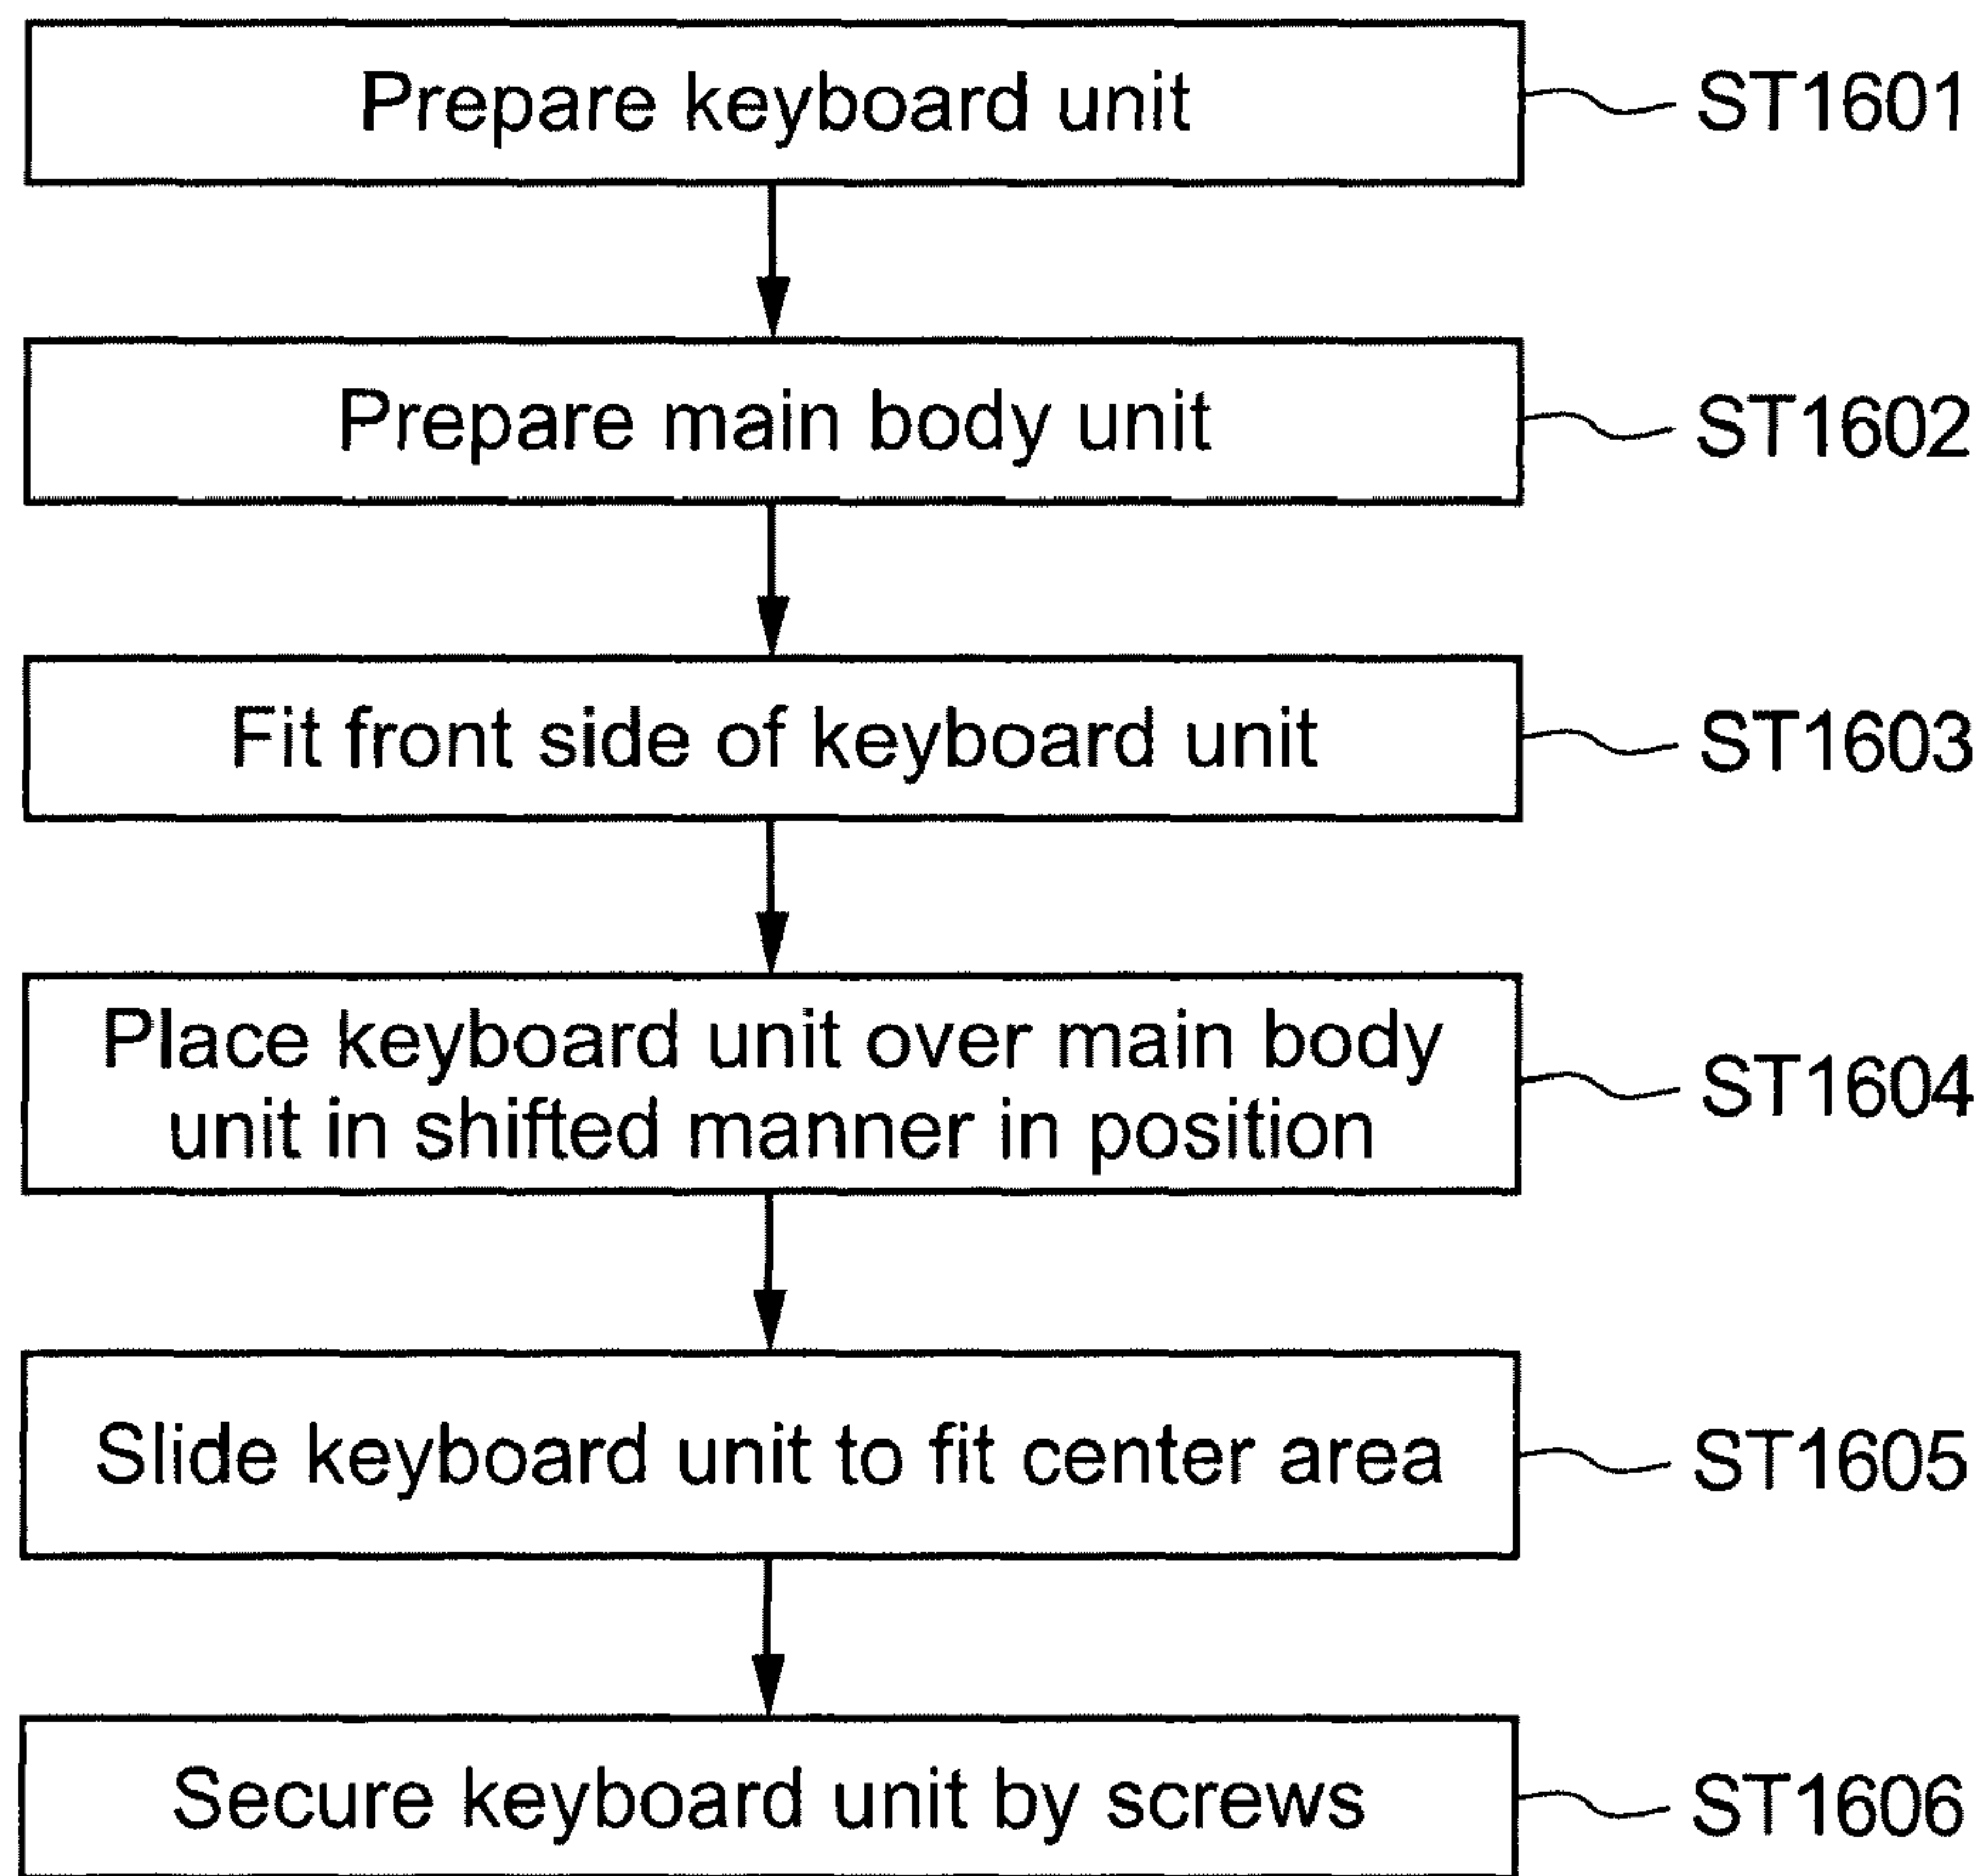 Prepare keyboard unit
ST1601
Prepare main body unit
ST1602
Fit front side of keyboard unit
ST1603
Place keyboard unit over main body
unit in shifted manner in position
ST1604
Slide keyboard unit to fit center area
ST1605
Secure keyboard unit by screws
ST1606